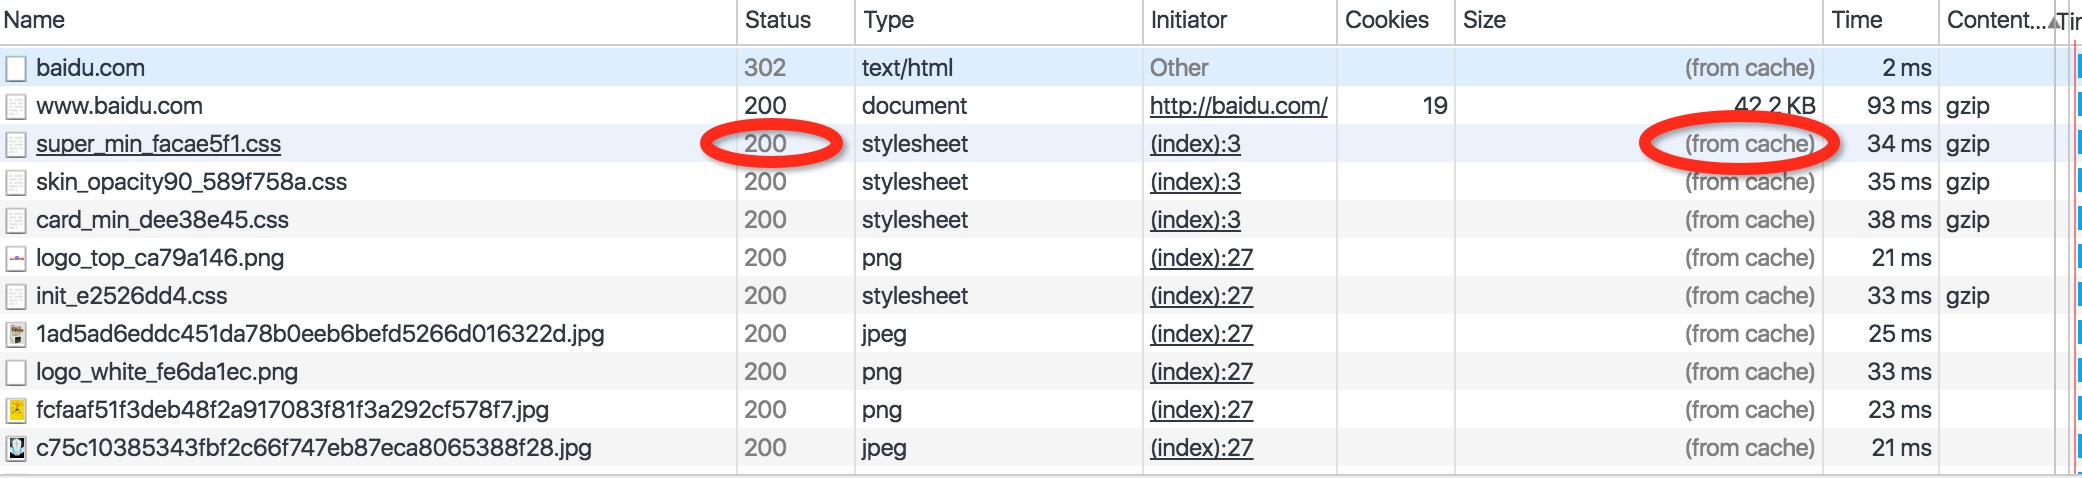 Name Status Type Initiator Cookies Size Time Content... Tir
baidu.com 302 text/html Other (from cache) 2 ms
www.baidu.com 200 document http://baidu.com/ 19 42.2 KB 93 ms gzip
super_min_facae5f1.css 200 stylesheet (index):3 (from cache) 34 ms gzip
skin_opacity90_589f758a.css 200 stylesheet (index):3 (from cache) 35 ms gzip
card_min_dee38e45.css 200 stylesheet (index):3 (from cache) 38 ms gzip
logo_top_ca79a146.png 200 png (index):27 (from cache) 21 ms
init_e2526dd4.css 200 stylesheet (index):27 (from cache) 33 ms gzip
1ad5ad6eddc451da78b0eeb6befd5266d016322d.jpg 200 jpeg (index):27 (from cache) 25 ms
logo_white_fe6da1ec.png 200 png (index):27 (from cache) 33 ms
fcfaaf51f3deb48f2a917083f81f3a292cf578f7.jpg 200 png (index):27 (from cache) 23 ms
c75c10385343fbf2c66f747eb87eca8065388f28.jpg 200 jpeg (index):27 (from cache) 21 ms